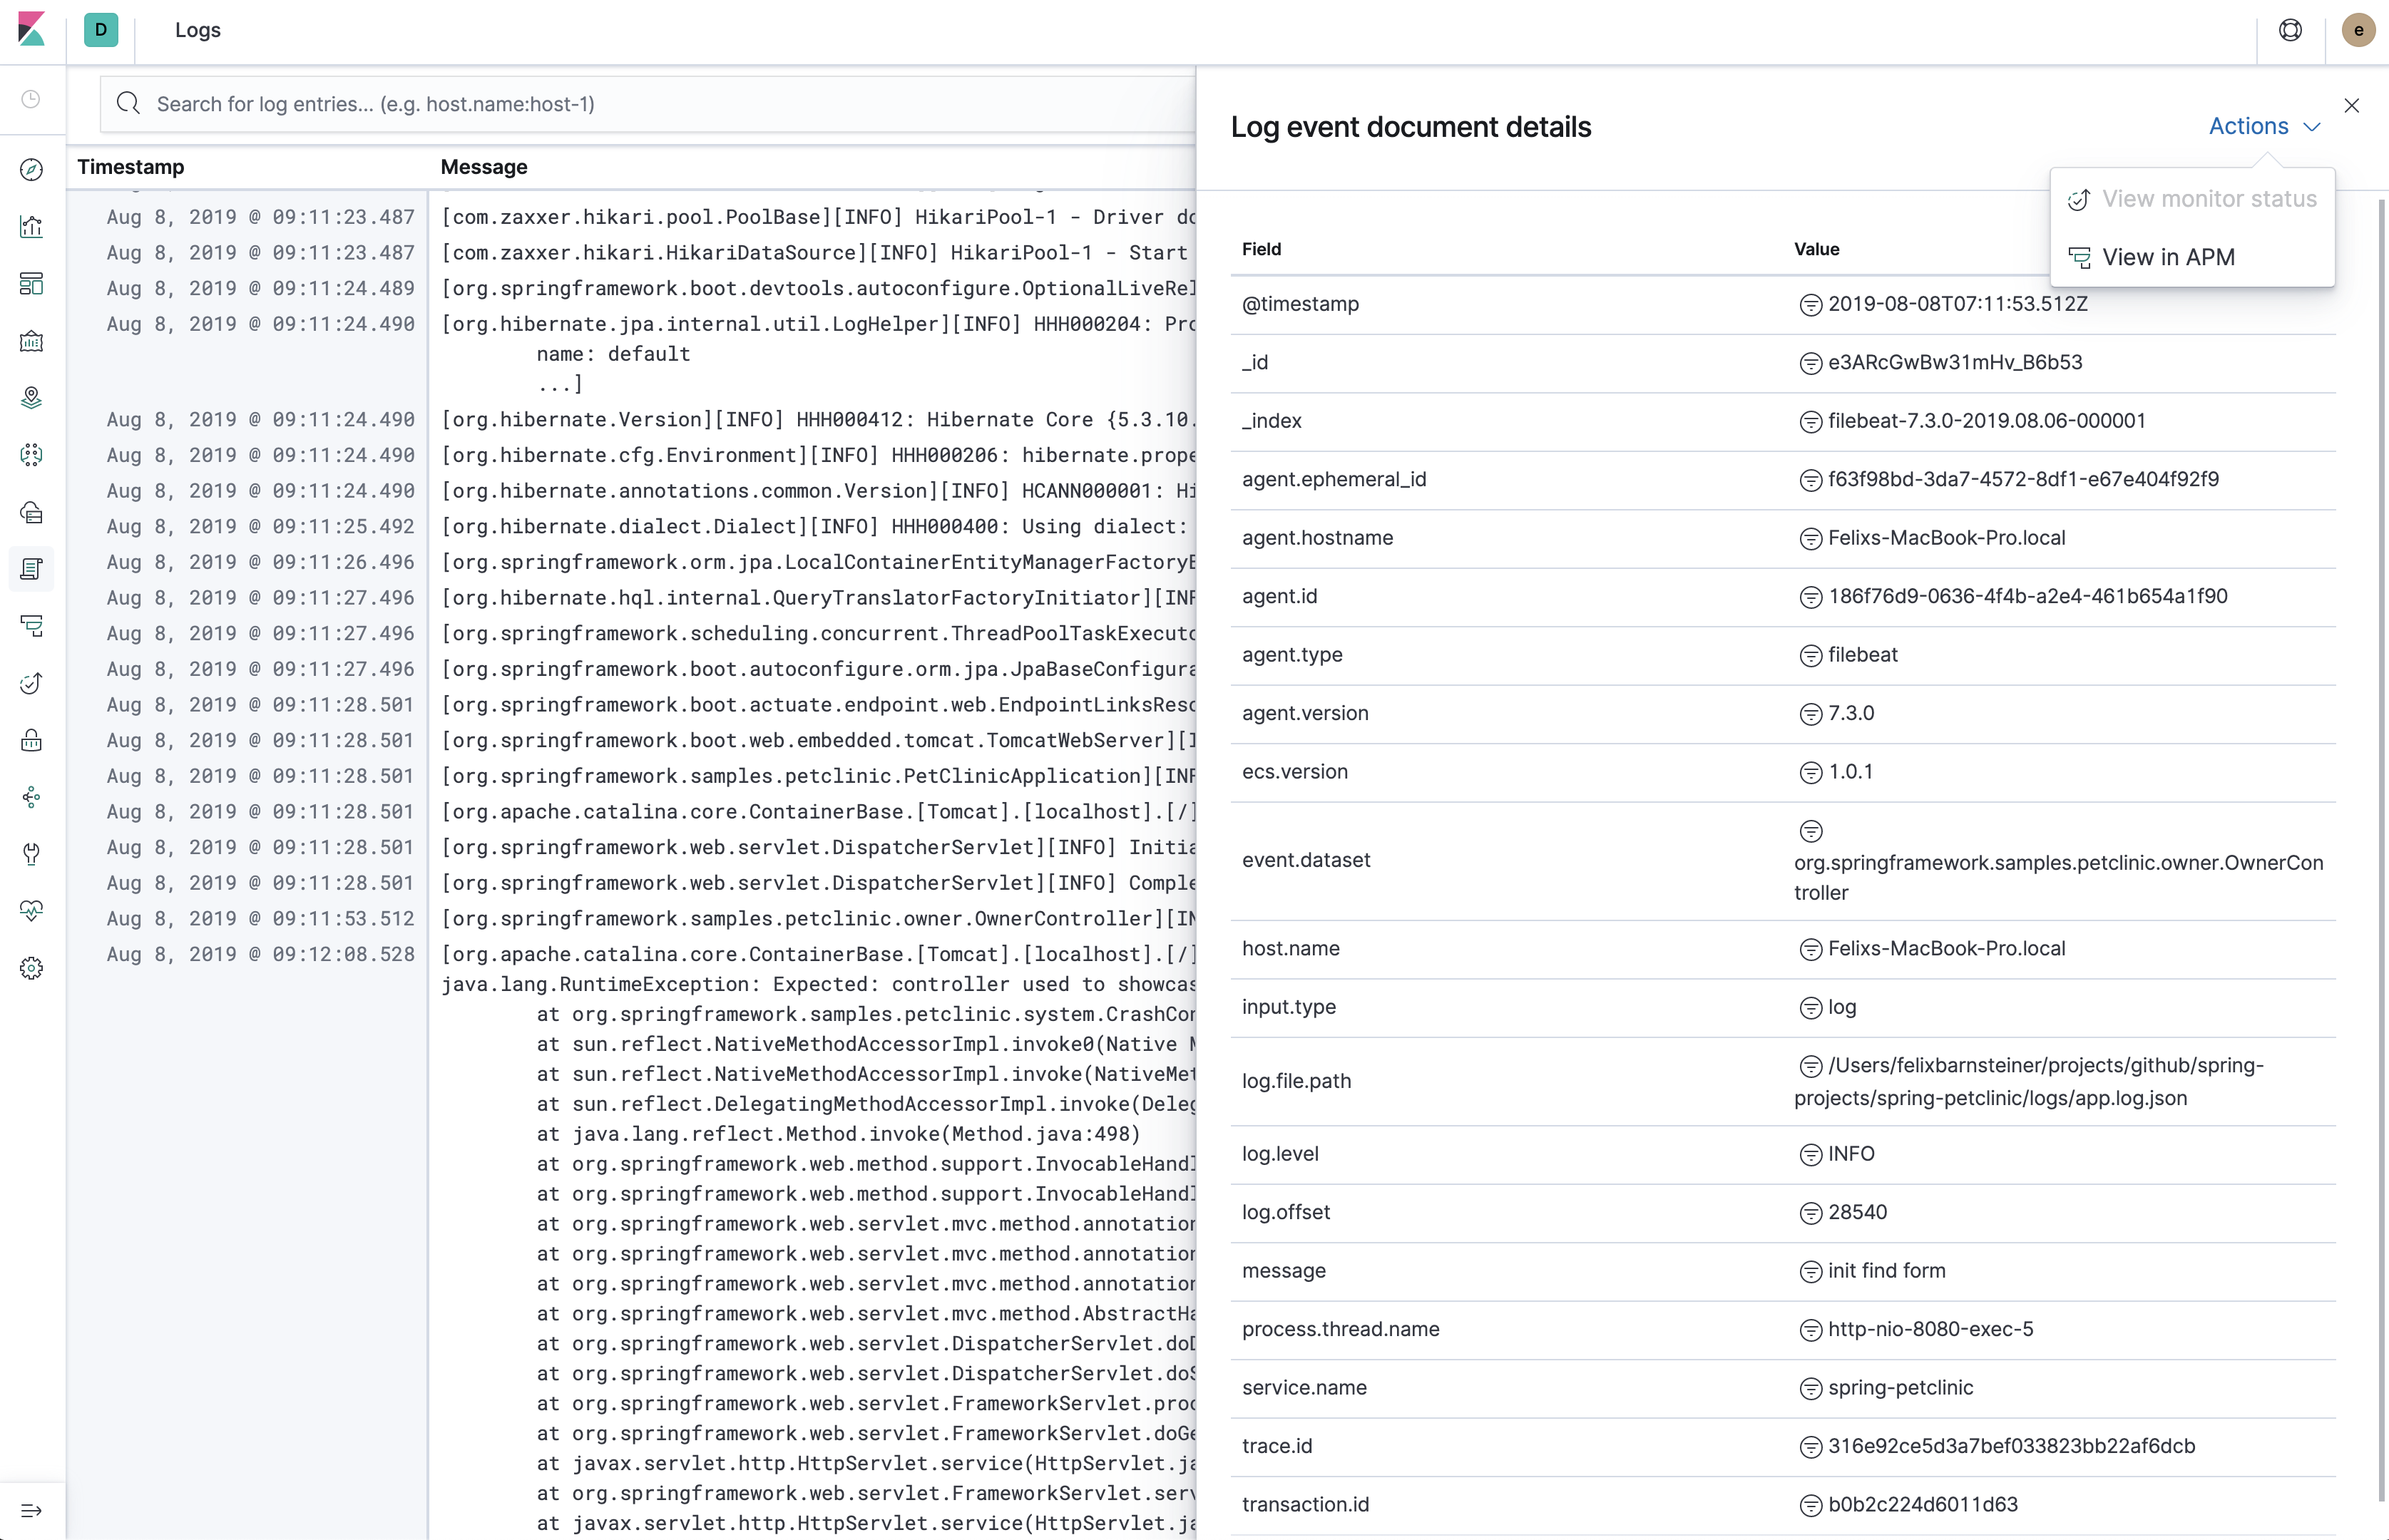 D
Logs
e
Search for log entries... (e.g. host.name:host-1)
Timestamp
Message
Aug 8, 2019 @ 09:11:23.487 [com.zaxxer.hikari.pool.PoolBase][INFO] HikariPool-1 - Driver do
Aug 8, 2019 @ 09:11:23.487 [com.zaxxer.hikari.HikariDataSource][INFO] HikariPool-1 - Start
Aug 8, 2019 @ 09:11:24.489 [org.springframework.boot.devtools.autoconfigure.OptionalLiveRel
Aug 8, 2019 @ 09:11:24.490 [org.hibernate.jpa.internal.util.LogHelper][INFO] HHH000204: Pro
name: default
...]
Aug 8, 2019 @ 09:11:24.490 [org.hibernate.Version][INFO] HHH000412: Hibernate Core {5.3.10.
Aug 8, 2019 @ 09:11:24.490 [org.hibernate.cfg.Environment][INFO] HHH000206: hibernate.prope
Aug 8, 2019 @ 09:11:24.490 [org.hibernate.annotations.common.Version][INFO] HCANN000001: Hi
Aug 8, 2019 @ 09:11:25.492 [org.hibernate.dialect.Dialect][INFO] HHH000400: Using dialect:
Aug 8, 2019 @ 09:11:26.496 [org.springframework.orm.jpa.LocalContainerEntityManagerFactoryB
Aug 8, 2019 @ 09:11:27.496 [org.hibernate.hql.internal.QueryTranslatorFactoryInitiator][INF
Aug 8, 2019 @ 09:11:27.496 [org.springframework.scheduling.concurrent.ThreadPoolTaskExecuto
Aug 8, 2019 @ 09:11:27.496 [org.springframework.boot.autoconfigure.orm.jpa.JpaBaseConfigura
Aug 8, 2019 @ 09:11:28.501 [org.springframework.boot.actuate.endpoint.web.EndpointLinksReso
Aug 8, 2019 @ 09:11:28.501 [org.springframework.boot.web.embedded.tomcat.TomcatWebServer][I
Aug 8, 2019 @ 09:11:28.501 [org.springframework.samples.petclinic.PetClinicApplication][INF
Aug 8, 2019 @ 09:11:28.501 [org.apache.catalina.core.ContainerBase.[Tomcat].[localhost].[/]
Aug 8, 2019 @ 09:11:28.501 [org.springframework.web.servlet.DispatcherServlet][INFO] Initia
Aug 8, 2019 @ 09:11:28.501 [org.springframework.web.servlet.DispatcherServlet][INFO] Comple
Aug 8, 2019 @ 09:11:53.512 [org.springframework.samples.petclinic.owner.OwnerController][IN
Aug 8, 2019 @ 09:12:08.528 [org.apache.catalina.core.ContainerBase.[Tomcat].[localhost].[/]
java.lang.RuntimeException: Expected: controller used to showcas
at org.springframework.samples.petclinic.system.CrashCon
at sun.reflect.NativeMethodAccessorImpl.invoke0(Native M
at sun.reflect.NativeMethodAccessorImpl.invoke(NativeMet
at sun.reflect.DelegatingMethodAccessorImpl.invoke(Deleg
at java.lang.reflect.Method.invoke(Method.java:498)
at org.springframework.web.method.support.InvocableHandl
at org.springframework.web.method.support.InvocableHandl
at org.springframework.web.servlet.mvc.method.annotation
at org.springframework.web.servlet.mvc.method.annotation
at org.springframework.web.servlet.mvc.method.annotation
at org.springframework.web.servlet.mvc.method.AbstractHa
at org.springframework.web.servlet.DispatcherServlet.doD
at org.springframework.web.servlet.DispatcherServlet.doS
at org.springframework.web.servlet.FrameworkServlet.proc
at org.springframework.web.servlet.FrameworkServlet.doGe
at javax.servlet.http.HttpServlet.service(HttpServlet.ja
at org.springframework.web.servlet.FrameworkServlet.serv
at javax.servlet.http.HttpServlet.service(HttpServlet.ja
Log event document details
Actions
View monitor status
View in APM
Field Value
@timestamp 2019-08-08T07:11:53.512Z
_id e3ARcGwBw31mHv_B6b53
_index filebeat-7.3.0-2019.08.06-000001
agent.ephemeral_id f63f98bd-3da7-4572-8df1-e67e404f92f9
agent.hostname Felixs-MacBook-Pro.local
agent.id 186f76d9-0636-4f4b-a2e4-461b654a1f90
agent.type filebeat
agent.version 7.3.0
ecs.version 1.0.1
event.dataset
org.springframework.samples.petclinic.owner.OwnerCon
troller
host.name Felixs-MacBook-Pro.local
input.type log
log.file.path /Users/felixbarnsteiner/projects/github/spring-
projects/spring-petclinic/logs/app.log.json
log.level INFO
log.offset 28540
message init find form
process.thread.name http-nio-8080-exec-5
service.name spring-petclinic
trace.id 316e92ce5d3a7bef033823bb22af6dcb
transaction.id b0b2c224d6011d63